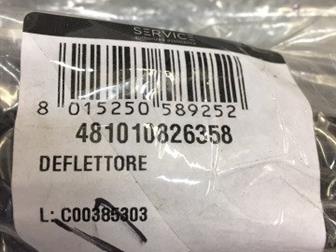 SERVICE
8 015250 589252
481010826358
DEFLETTORE
L: C00385303